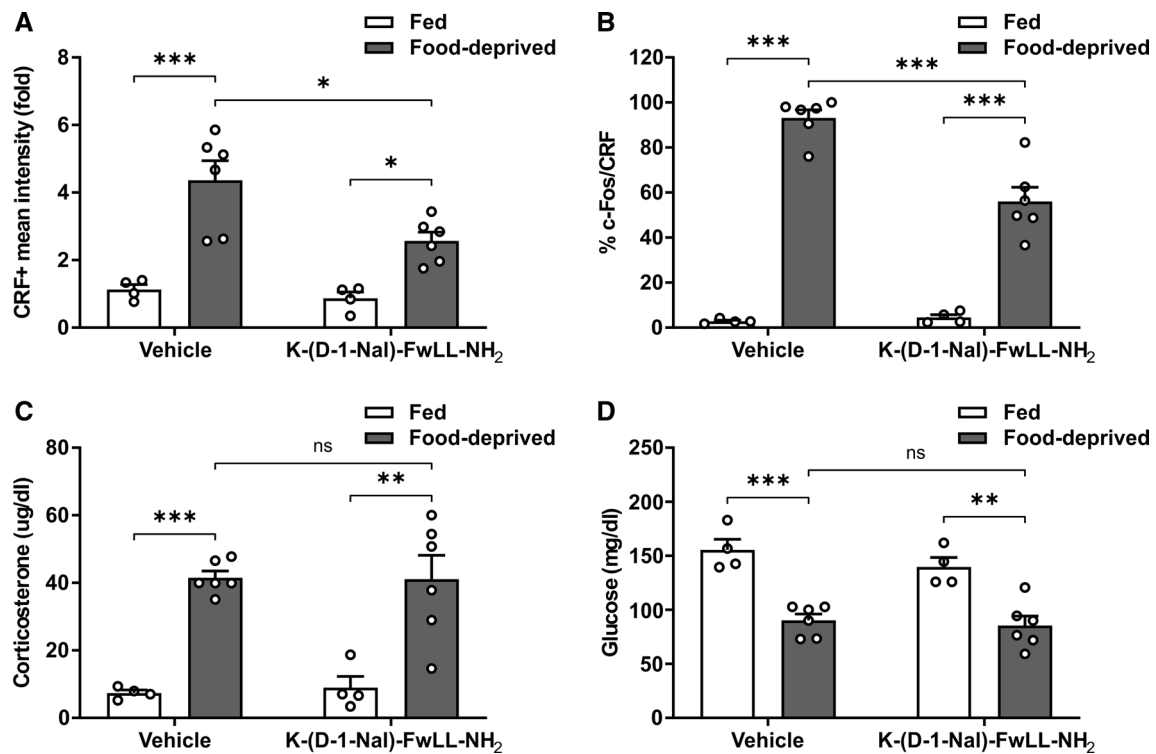 A
Fed
Food-deprived
CRF+ mean intensity (fold)
8
6
4
2
0
***
*
*
Vehicle
K-(D-1-Nal)-FwLL-NH2
B
Fed
Food-deprived
% c-Fos/CRF
120
100
80
60
40
20
0
***
***
***
Vehicle
K-(D-1-Nal)-FwLL-NH2
C
Fed
Food-deprived
Corticosterone (ug/dl)
80
60
40
20
0
ns
**
***
Vehicle
K-(D-1-Nal)-FwLL-NH2
D
Fed
Food-deprived
Glucose (mg/dl)
250
200
150
100
50
0
ns
***
**
Vehicle
K-(D-1-Nal)-FwLL-NH2